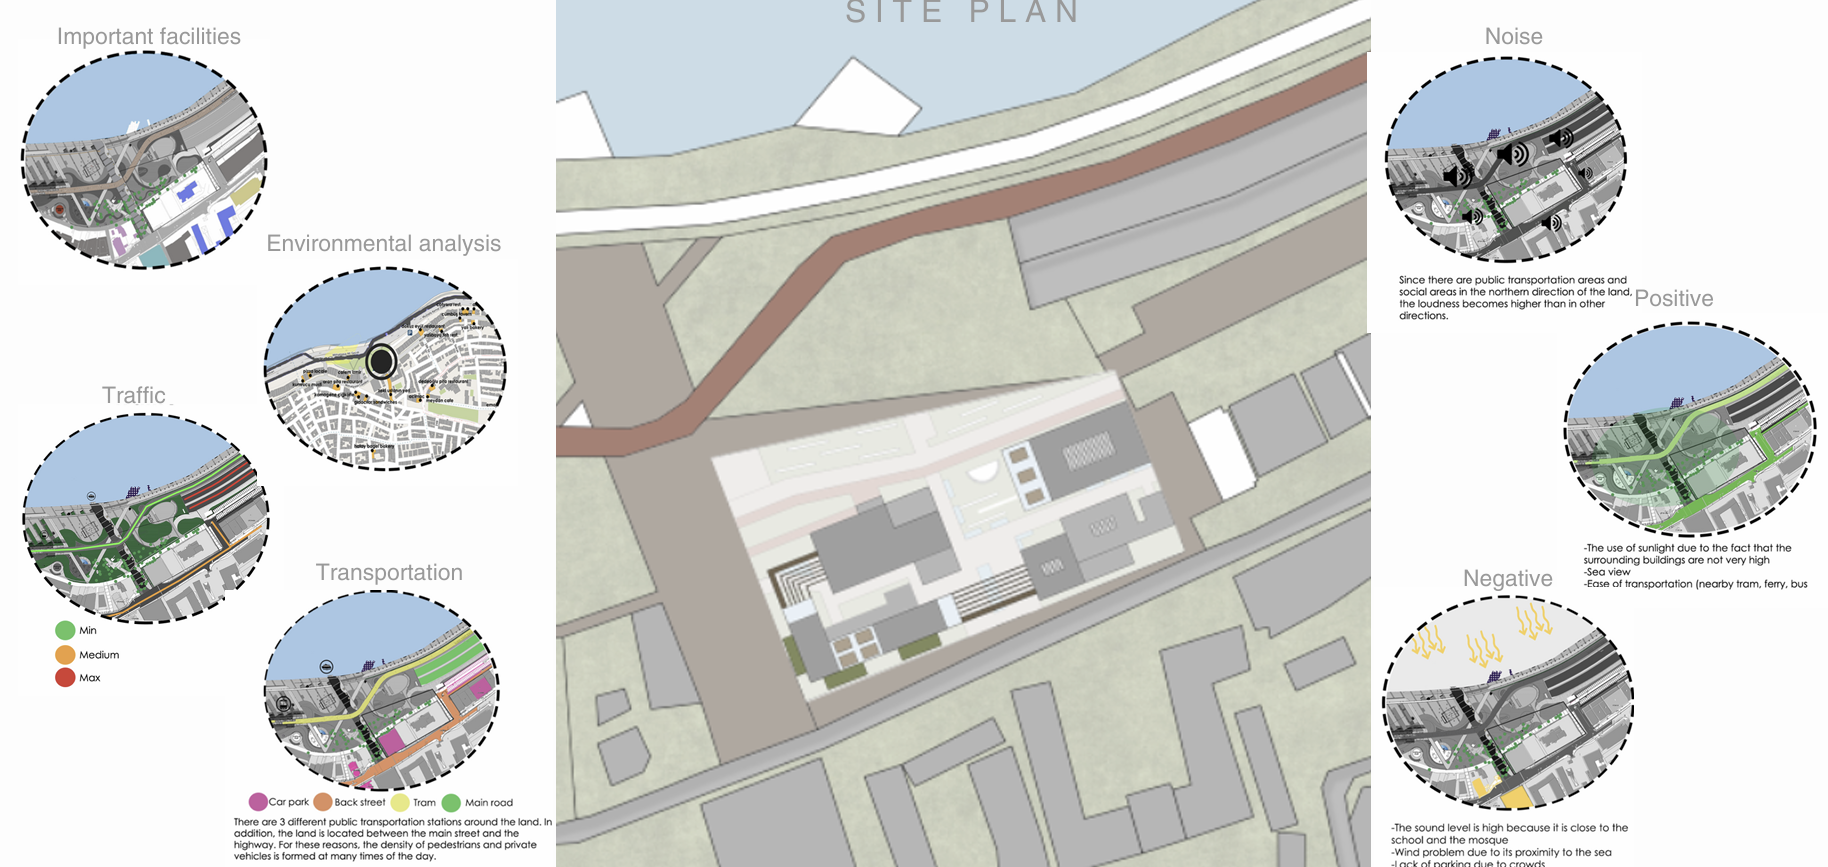 SITE PLAN
Important facilities
Environmental analysis
Traffic
Min
Medium
Max
Transportation
Car park
Back street
Tram
Main road
There are 3 different public transportation stations around the land. In
addition, the land is located between the main street and the
highway. For these reasons, the density of pedestrians and private
vehicles is formed at many times of the day.
Noise
Since there are public transportation areas and
social areas in the northern direction of the land,
the loudness becomes higher than in other
directions.
Positive
-The use of sunlight due to the fact that the
surrounding buildings are not very high
-Sea view
-Ease of transportation (nearby tram, ferry, bus
Negative
-The sound level is high because it is close to the
school and the mosque
-Wind problem due to its proximity to the sea
-Lack of parking due to crowds